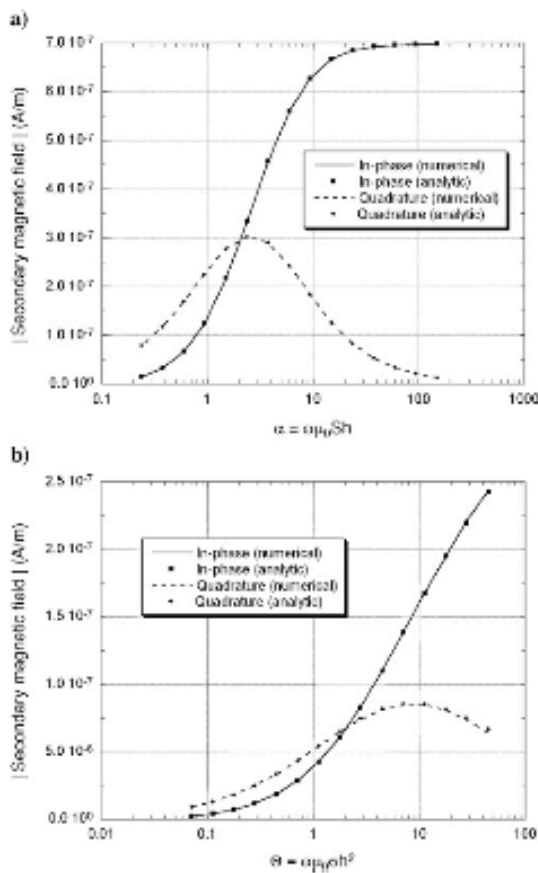 a)
| Secondary magnetic field | (A/m)
7.0 10⁻⁷
6.0 10⁻⁷
5.0 10⁻⁷
4.0 10⁻⁷
3.0 10⁻⁷
2.0 10⁻⁷
1.0 10⁻⁷
0.0 10⁰
In-phase (numerical)
In-phase (analytic)
Quadrature (numerical)
Quadrature (analytic)
0.1 1 10 100 1000
α = ωμ₀Sh
b)
| Secondary magnetic field | (A/m)
2.5 10⁻⁷
2.0 10⁻⁷
1.5 10⁻⁷
1.0 10⁻⁷
5.0 10⁻⁸
0.0 10⁰
In-phase (numerical)
In-phase (analytic)
Quadrature (numerical)
Quadrature (analytic)
0.01 0.1 1 10 100
Θ = ωμ₀σh²